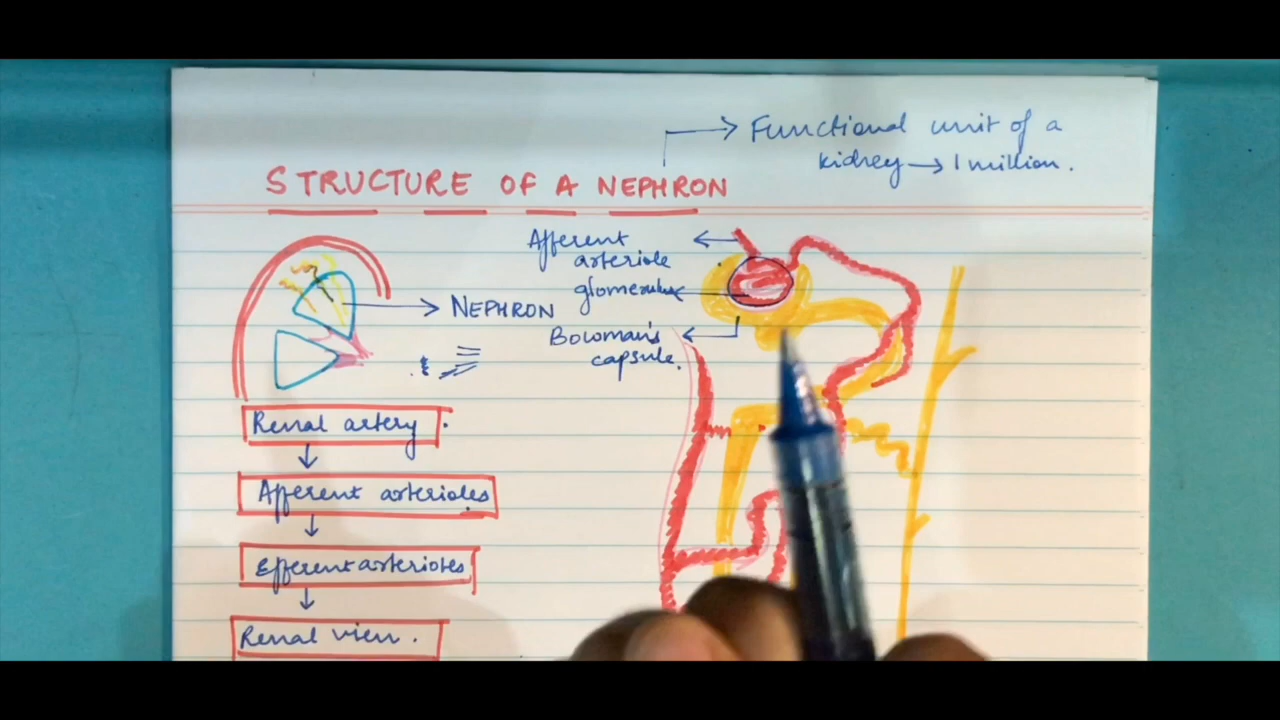 Functional unit of a
kidney → 1 million.
STRUCTURE OF A NEPHRON
Afferent
arteriole
glomerulus
NEPHRON
Bowman's
capsule.
Renal artery.
↓
Afferent arterioles
↓
Efferent arterioles
↓
Renal vien.